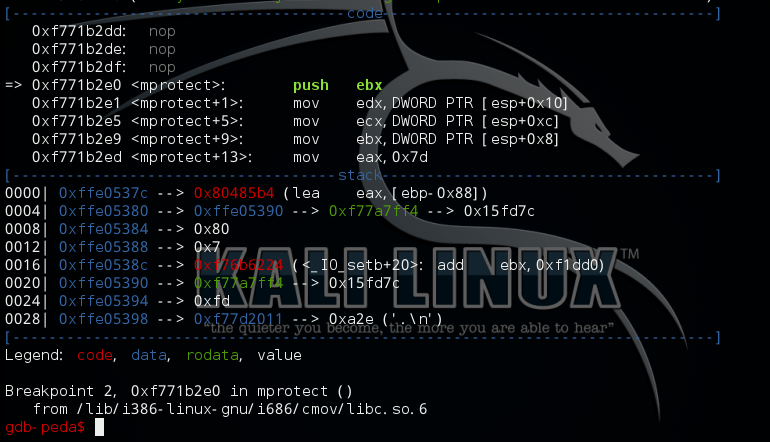 [------------------------------------code-------------------------------------]
0xf771b2dd: nop
0xf771b2de: nop
0xf771b2df: nop
=> 0xf771b2e0 <mprotect>: push ebx
0xf771b2e1 <mprotect+1>: mov edx,DWORD PTR [esp+0x10]
0xf771b2e5 <mprotect+5>: mov ecx,DWORD PTR [esp+0xc]
0xf771b2e9 <mprotect+9>: mov ebx,DWORD PTR [esp+0x8]
0xf771b2ed <mprotect+13>: mov eax,0x7d
[------------------------------------stack-------------------------------------]
0000| 0xffe0537c --> 0x80485b4 (lea eax,[ebp-0x88])
0004| 0xffe05380 --> 0xffe05390 --> 0xf77a7ff4 --> 0x15fd7c
0008| 0xffe05384 --> 0x80
0012| 0xffe05388 --> 0x7
0016| 0xffe0538c --> 0xf76b6224 (<_IO_setb+20>: add ebx,0xf1dd0)
0020| 0xffe05390 --> 0xf77a7ff4 --> 0x15fd7c
0024| 0xffe05394 --> 0xfd
0028| 0xffe05398 --> 0xf77d2011 --> 0xa2e ('.\n')
KALI LINUX™
"the quieter you become, the more you are able to hear"
[------------------------------------------------------------------------------]
Legend: code, data, rodata, value
Breakpoint 2, 0xf771b2e0 in mprotect ()
from /lib/i386-linux-gnu/i686/cmov/libc.so.6
gdb-peda$